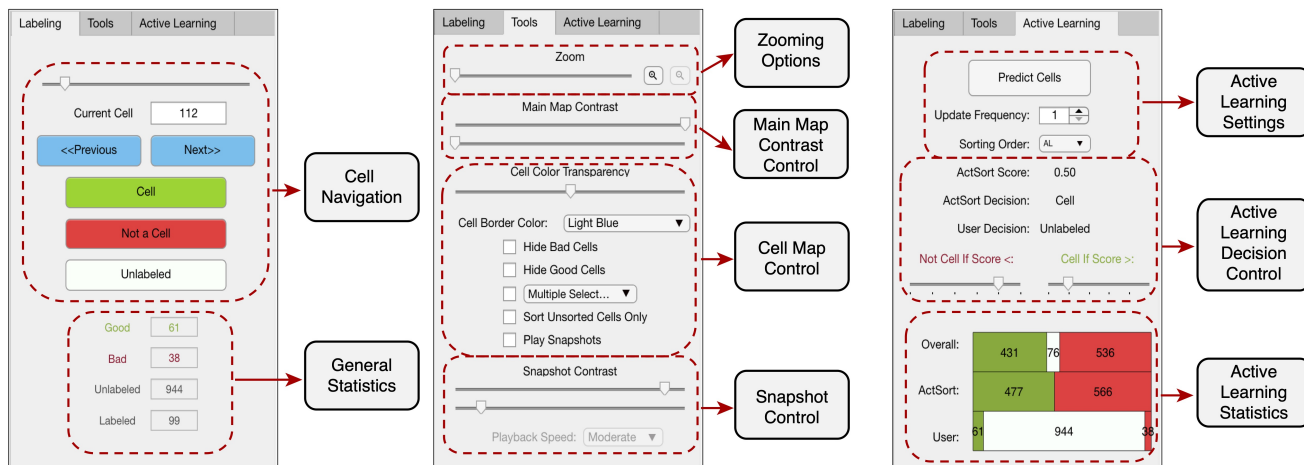 Labeling Tools Active Learning
Current Cell 112
<<Previous Next>>
Cell
Not a Cell
Unlabeled
Good 61
Bad 38
Unlabeled 944
Labeled 99
Cell
Navigation
General
Statistics
Labeling Tools Active Learning
Zoom
Main Map Contrast
Cell Color Transparency
Cell Border Color: Light Blue
Hide Bad Cells
Hide Good Cells
Multiple Select...
Sort Unsorted Cells Only
Play Snapshots
Snapshot Contrast
Playback Speed: Moderate
Zooming
Options
Main Map
Contrast
Control
Cell Map
Control
Snapshot
Control
Labeling Tools Active Learning
Predict Cells
Update Frequency: 1
Sorting Order: AL
ActSort Score: 0.50
ActSort Decision: Cell
User Decision: Unlabeled
Not Cell If Score <: Cell If Score >:
Overall: 431 76 536
ActSort: 477 566
User: 61 944 38
Active
Learning
Settings
Active
Learning
Decision
Control
Active
Learning
Statistics